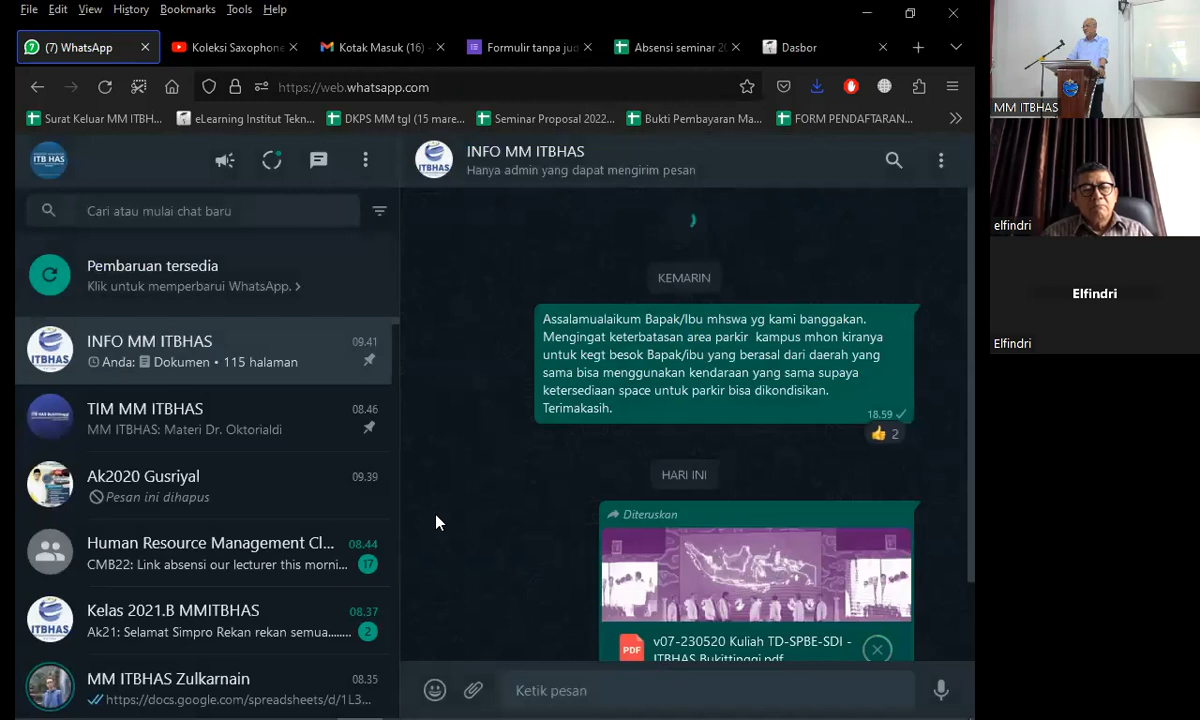 File Edit View History Bookmarks Tools Help
(7) WhatsApp
Koleksi Saxophone
Kotak Masuk (16) -
Formulir tanpa jud
Absensi seminar 20
Dasbor
https://web.whatsapp.com
Surat Keluar MM ITBH...
eLearning Institut Tekn...
DKPS MM tgl (15 mare...
Seminar Proposal 2022...
Bukti Pembayaran Ma...
FORM PENDAFTARAN...
ITB HAS
Cari atau mulai chat baru
Pembaruan tersedia
Klik untuk memperbarui WhatsApp. >
INFO MM ITBHAS
09.41
Anda: Dokumen • 115 halaman
TIM MM ITBHAS
08.46
MM ITBHAS: Materi Dr. Oktorialdi
Ak2020 Gusriyal
09.39
Pesan ini dihapus
Human Resource Management Cl...
08.44
CMB22: Link absensi our lecturer this morni...
17
Kelas 2021.B MMITBHAS
08.37
Ak21: Selamat Simpro Rekan rekan semua........
2
MM ITBHAS Zulkarnain
08.35
https://docs.google.com/spreadsheets/d/1L3...
INFO MM ITBHAS
Hanya admin yang dapat mengirim pesan
KEMARIN
Assalamualaikum Bapak/Ibu mhswa yg kami banggakan.
Mengingat keterbatasan area parkir kampus mhon kiranya
untuk kegt besok Bapak/ibu yang berasal dari daerah yang
sama bisa menggunakan kendaraan yang sama supaya
ketersediaan space untuk parkir bisa dikondisikan.
Terimakasih.
18.59
2
HARI INI
Diteruskan
PDF
v07-230520 Kuliah TD-SPBE-SDI -
ITBHAS Bukittinggi.pdf
Ketik pesan
MM ITBHAS
elfindri
Elfindri
Elfindri